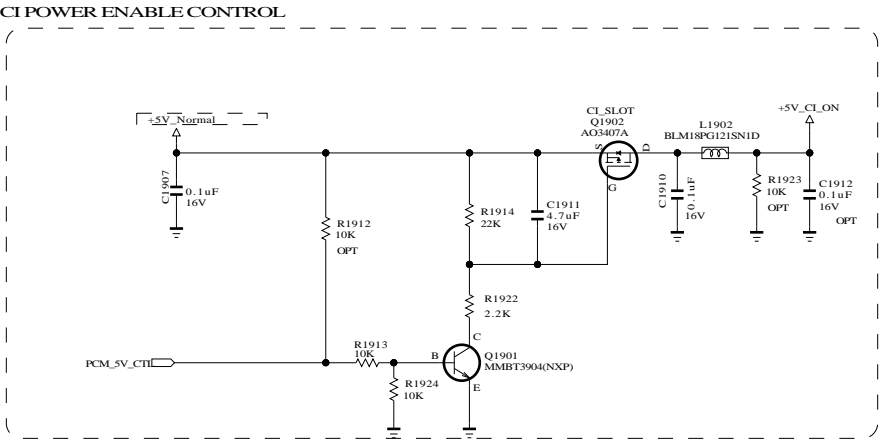 CI POWER ENABLE CONTROL
+5V_Normal
C1907
0.1uF
16V
R1912
10K
OPT
R1914
22K
C1911
4.7uF
16V
CI_SLOT
Q1902
AO3407A
S
D
G
L1902
BLM18PG121SN1D
+5V_CI_ON
C1910
0.1uF
16V
R1923
10K
OPT
C1912
0.1uF
16V
OPT
R1922
2.2K
PCM_5V_CTL
R1913
10K
R1924
10K
B
C
E
Q1901
MMBT3904(NXP)